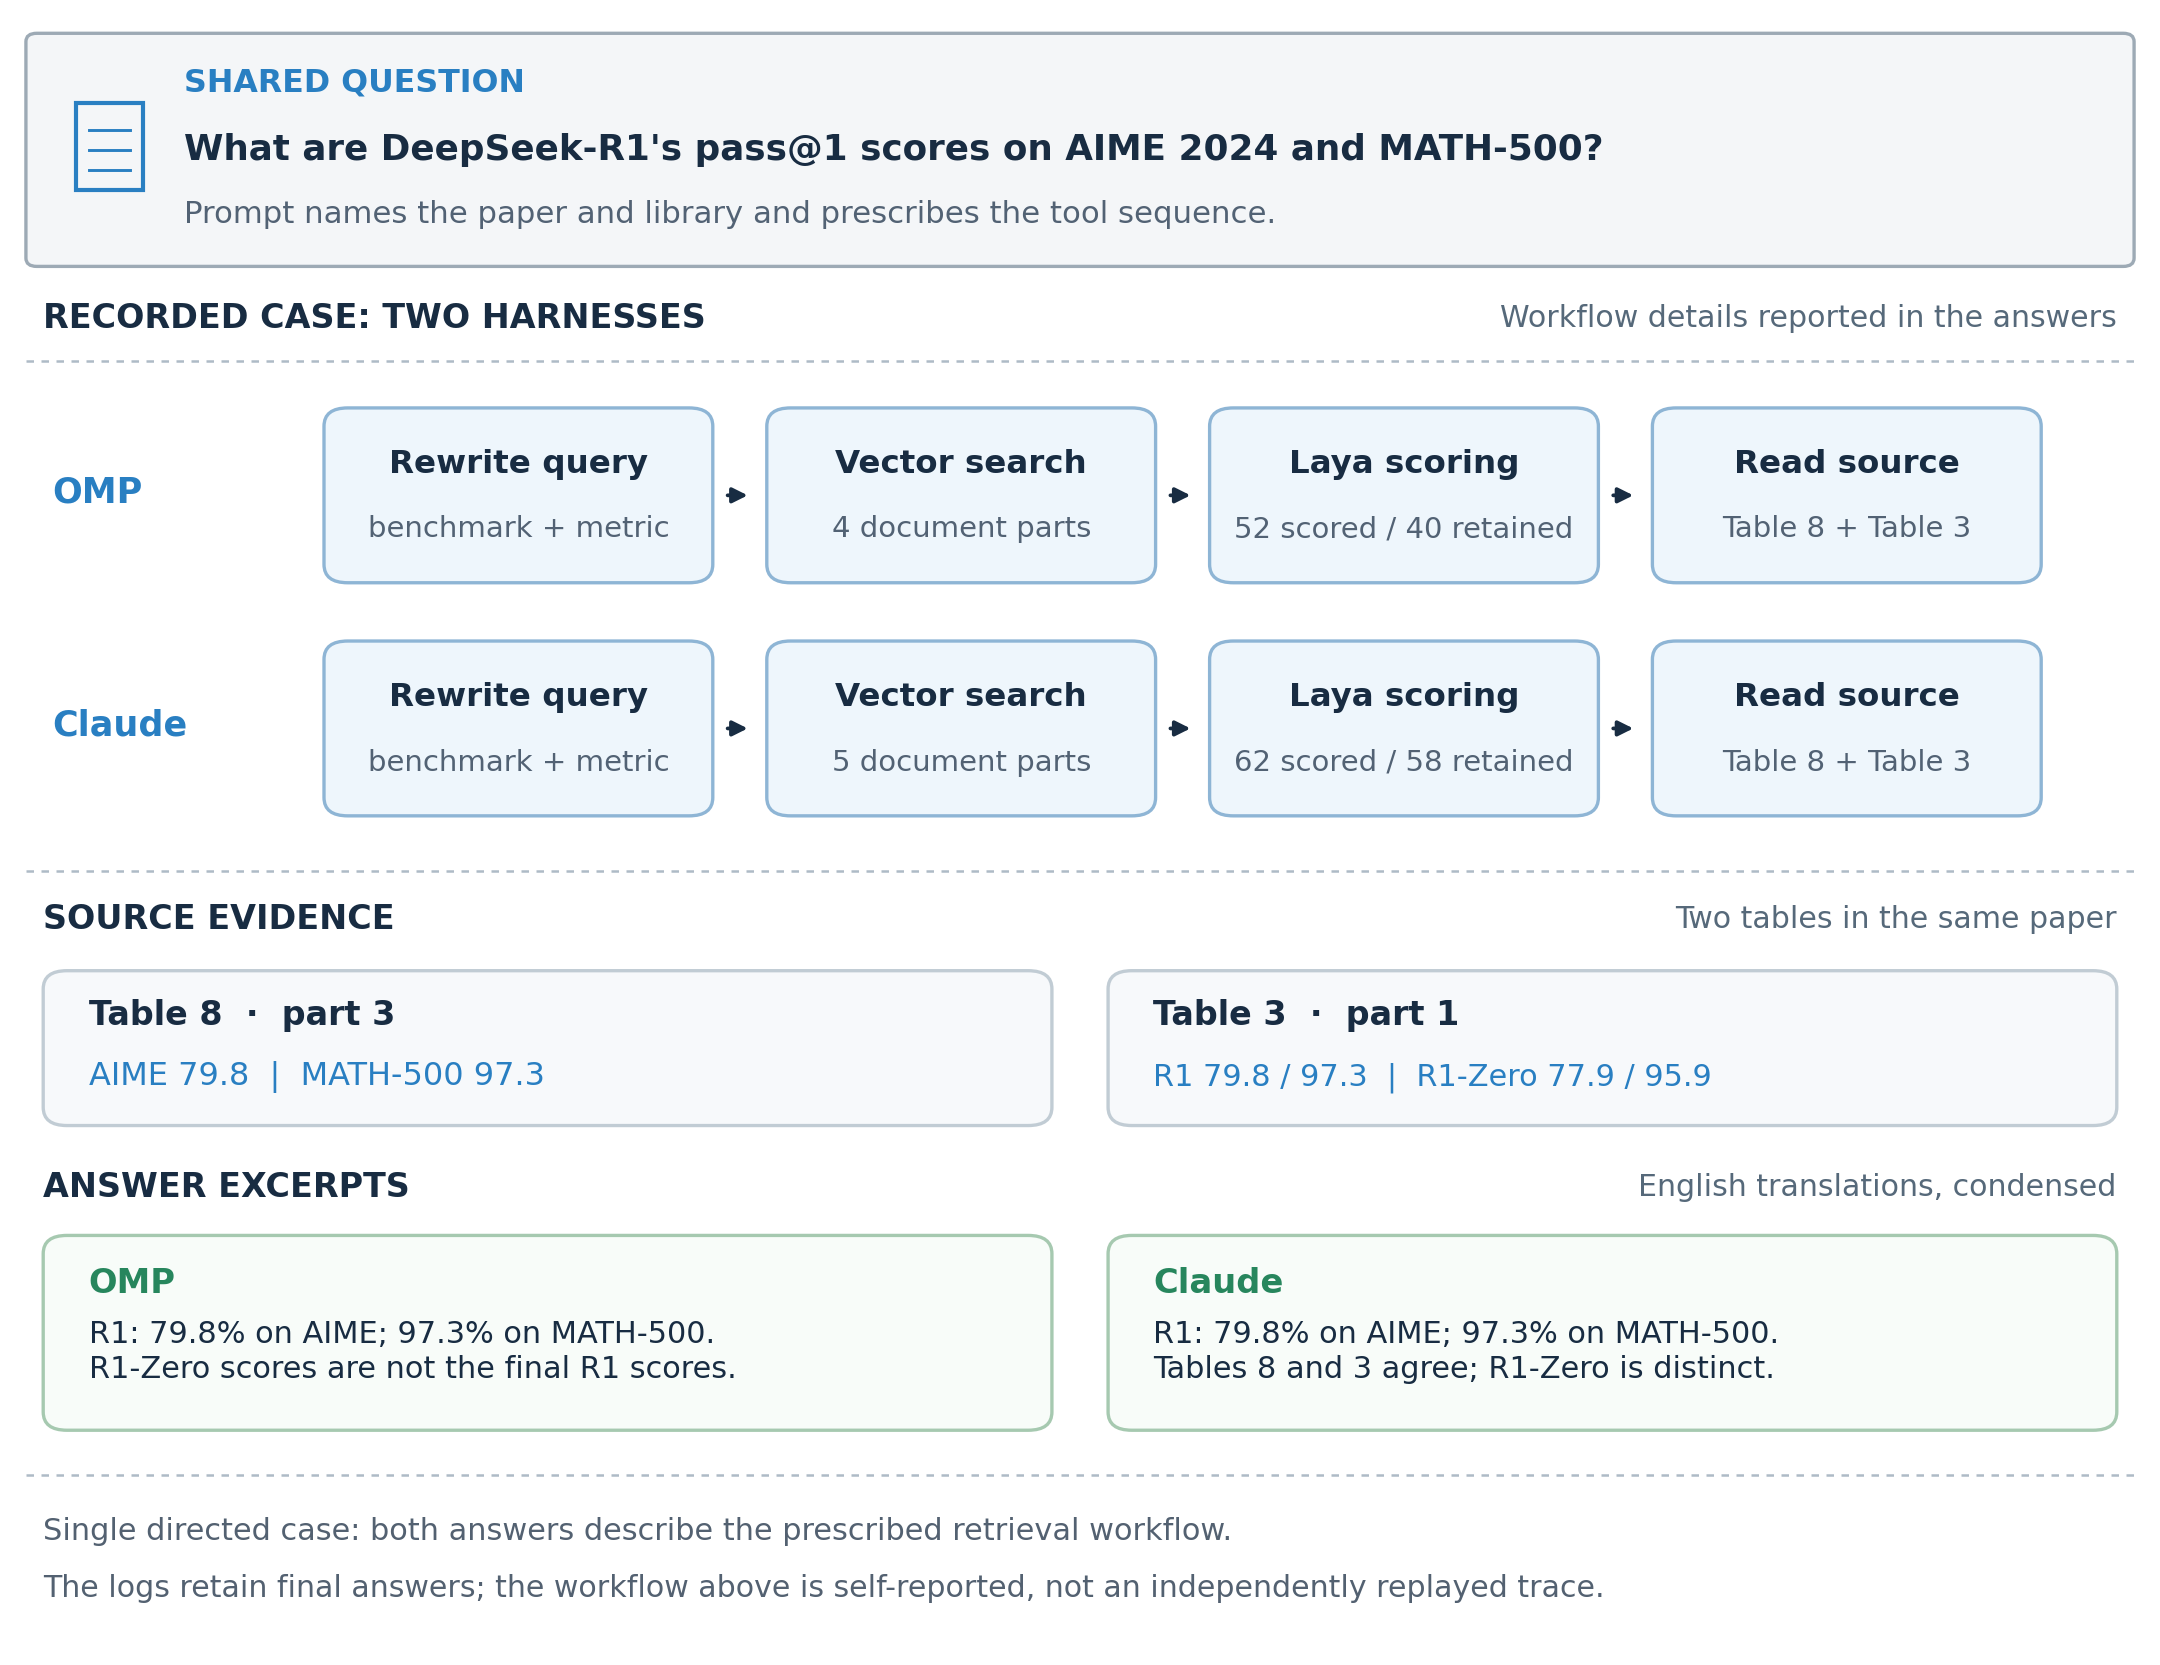 SHARED QUESTION
What are DeepSeek-R1's pass@1 scores on AIME 2024 and MATH-500?
Prompt names the paper and library and prescribes the tool sequence.
RECORDED CASE: TWO HARNESSES
Workflow details reported in the answers
OMP
Rewrite query
benchmark + metric
Vector search
4 document parts
Laya scoring
52 scored / 40 retained
Read source
Table 8 + Table 3
Claude
Rewrite query
benchmark + metric
Vector search
5 document parts
Laya scoring
62 scored / 58 retained
Read source
Table 8 + Table 3
SOURCE EVIDENCE
Two tables in the same paper
Table 8 · part 3
AIME 79.8 | MATH-500 97.3
Table 3 · part 1
R1 79.8 / 97.3 | R1-Zero 77.9 / 95.9
ANSWER EXCERPTS
English translations, condensed
OMP
R1: 79.8% on AIME; 97.3% on MATH-500.
R1-Zero scores are not the final R1 scores.
Claude
R1: 79.8% on AIME; 97.3% on MATH-500.
Tables 8 and 3 agree; R1-Zero is distinct.
Single directed case: both answers describe the prescribed retrieval workflow.
The logs retain final answers; the workflow above is self-reported, not an independently replayed trace.